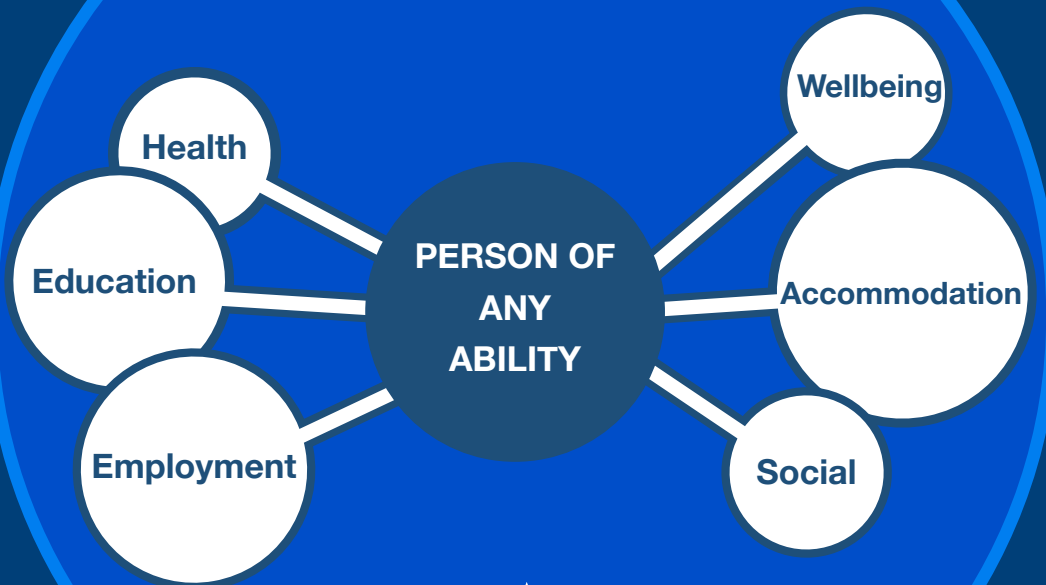 Wellbeing
Health
PERSON OF
ANY
ABILITY
Education
Accommodation
Employment
Social